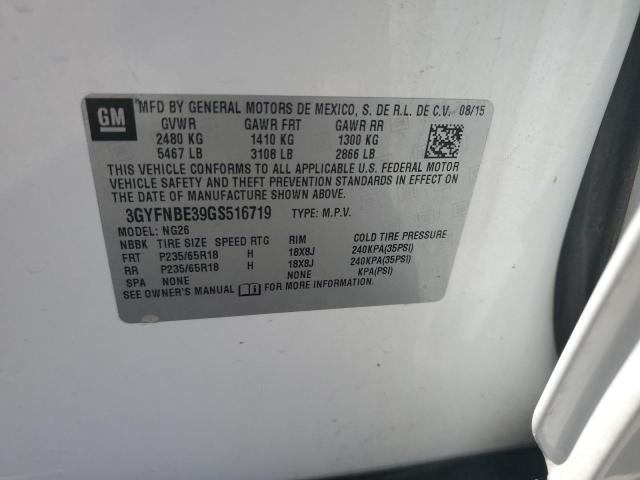 GM
*MFD BY GENERAL MOTORS DE MEXICO, S. DE R.L. DE C.V. 08/15
GVWR GAWR FRT GAWR RR
2480 KG 1410 KG 1300 KG
5467 LB 3108 LB 2866 LB
THIS VEHICLE CONFORMS TO ALL APPLICABLE U.S. FEDERAL MOTOR
VEHICLE SAFETY AND THEFT PREVENTION STANDARDS IN EFFECT ON
THE DATE OF MANUFACTURE SHOWN ABOVE.
3GYFNBE39GS516719 TYPE: M.P.V.
MODEL: NG26
NBBK TIRE SIZE SPEED RTG RIM COLD TIRE PRESSURE
FRT P235/65R18 H 18X8J 240KPA(35PSI)
RR P235/65R18 H 18X8J 240KPA(35PSI)
SPA NONE NONE KPA(PSI)
SEE OWNER'S MANUAL FOR MORE INFORMATION.